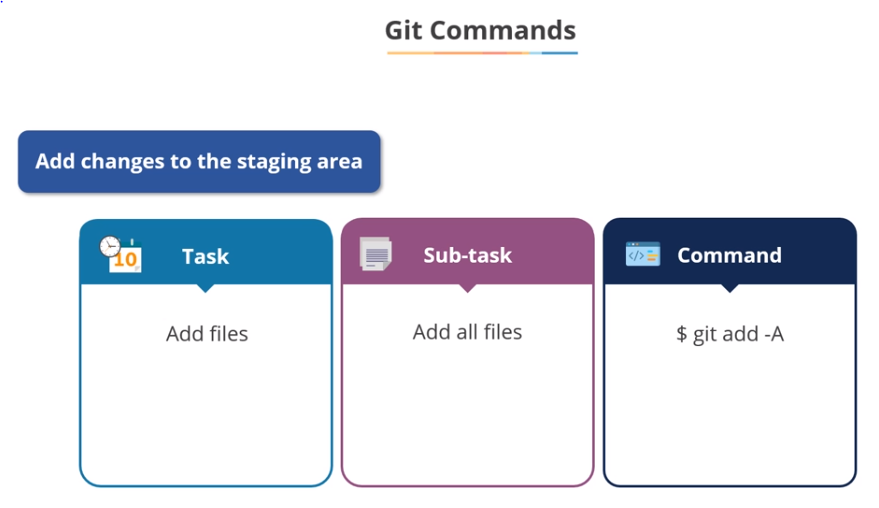 Git Commands
Add changes to the staging area
10
Task
Sub-task
</>
Command
Add files
Add all files
$ git add -A